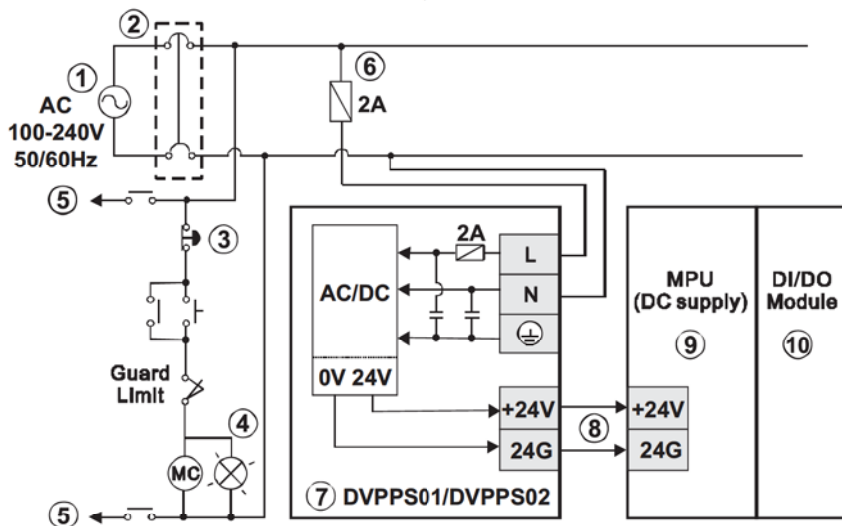 ①
AC
100-240V
50/60Hz
②
⑥
2A
⑤
③
Guard
Limit
④
MC
⑤
2A
L
N
AC/DC
0V 24V
+24V
24G
⑦ DVPPS01/DVPPS02
⑧
MPU
(DC supply)
⑨
+24V
24G
DI/DO
Module
⑩